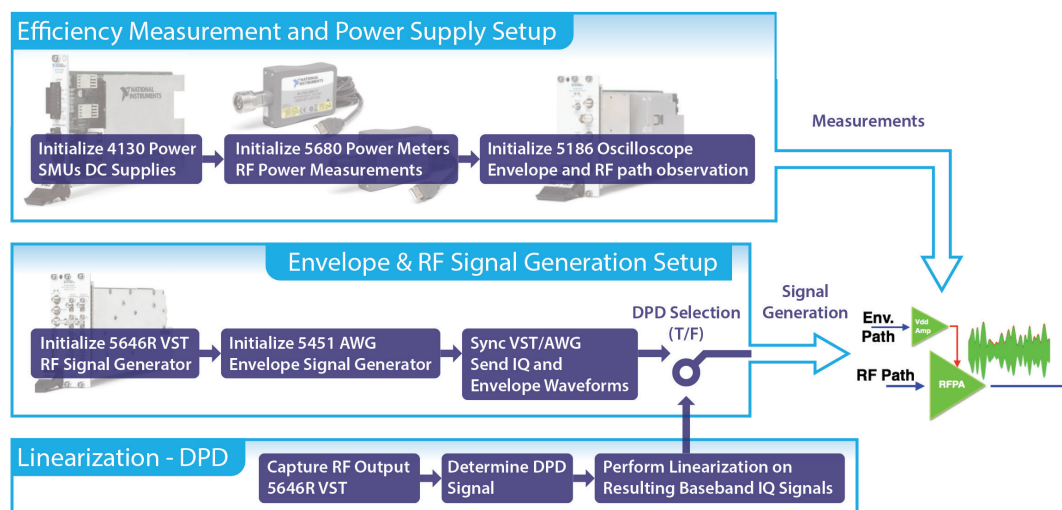 Efficiency Measurement and Power Supply Setup
NATIONAL
INSTRUMENTS
NATIONAL
INSTRUMENTS
Initialize 4130 Power
SMUs DC Supplies
Initialize 5680 Power Meters
RF Power Measurements
Initialize 5186 Oscilloscope
Envelope and RF path observation
Measurements
Envelope & RF Signal Generation Setup
DPD Selection
(T/F)
Signal
Generation
Initialize 5646R VST
RF Signal Generator
Initialize 5451 AWG
Envelope Signal Generator
Sync VST/AWG
Send IQ and
Envelope Waveforms
Env.
Path
Vdd
Amp
RF Path
RFPA
Linearization - DPD
Capture RF Output
5646R VST
Determine DPD
Signal
Perform Linearization on
Resulting Baseband IQ Signals